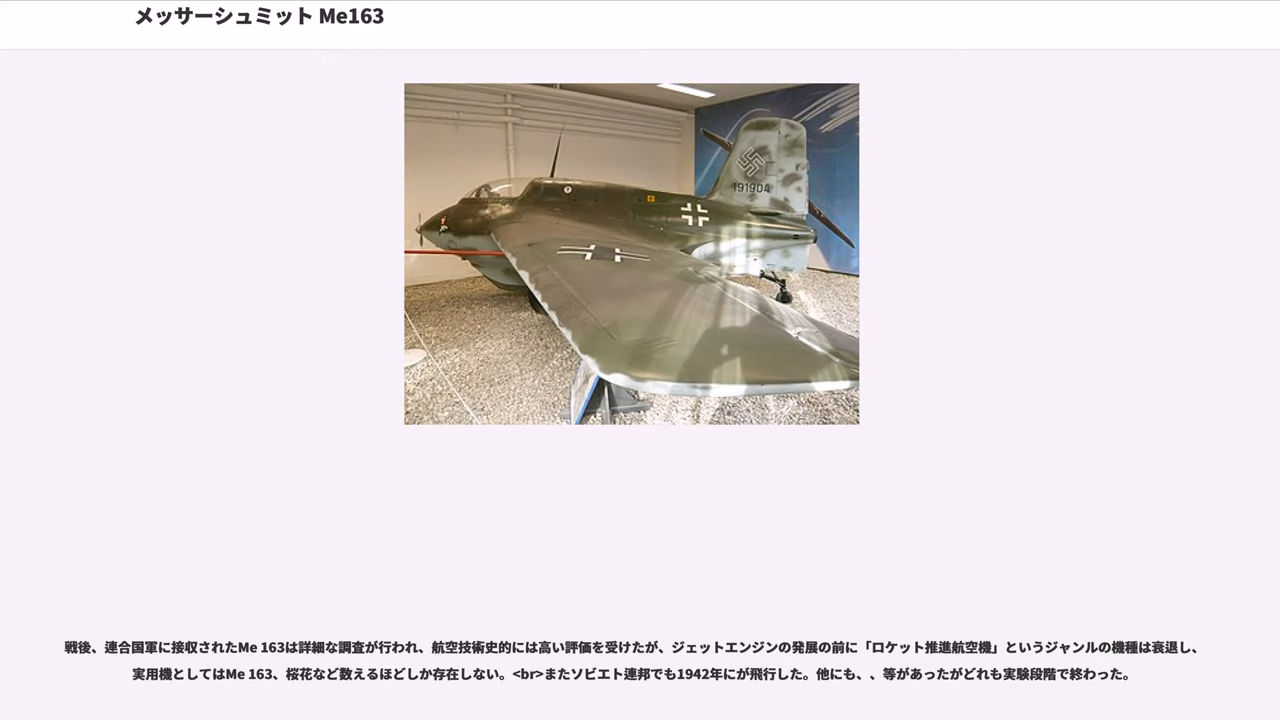 メッサーシュミット Me163
191904
戦後、連合国軍に接収されたMe 163は詳細な調査が行われ、航空技術史的には高い評価を受けたが、ジェットエンジンの発展の前に「ロケット推進航空機」というジャンルの機種は衰退し、
実用機としてはMe 163、桜花など数えるほどしか存在しない。<br>またソビエト連邦でも1942年にが飛行した。他にも、、等があったがどれも実験段階で終わった。